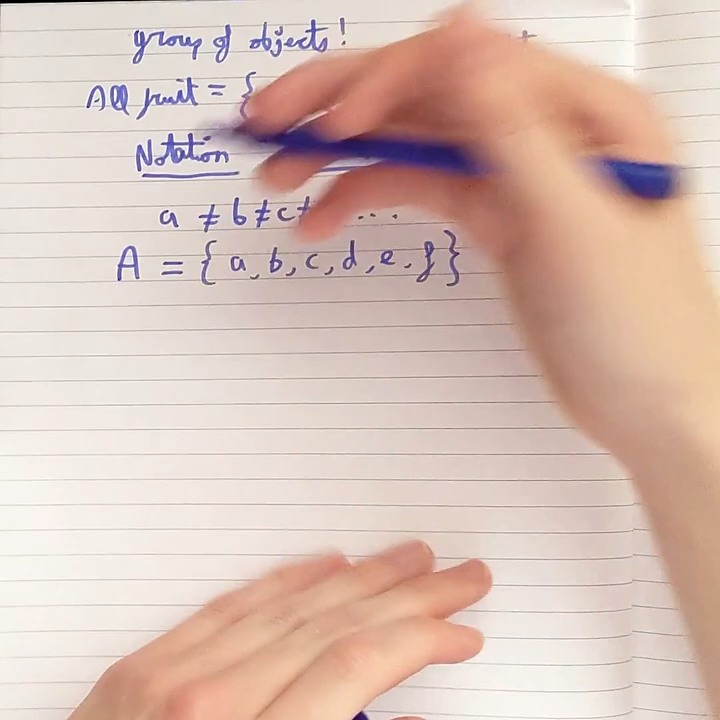 group of objects!
All fruit = {
Notation
a ≠ b ≠ c ≠ ...
A = { a, b, c, d, e, f }